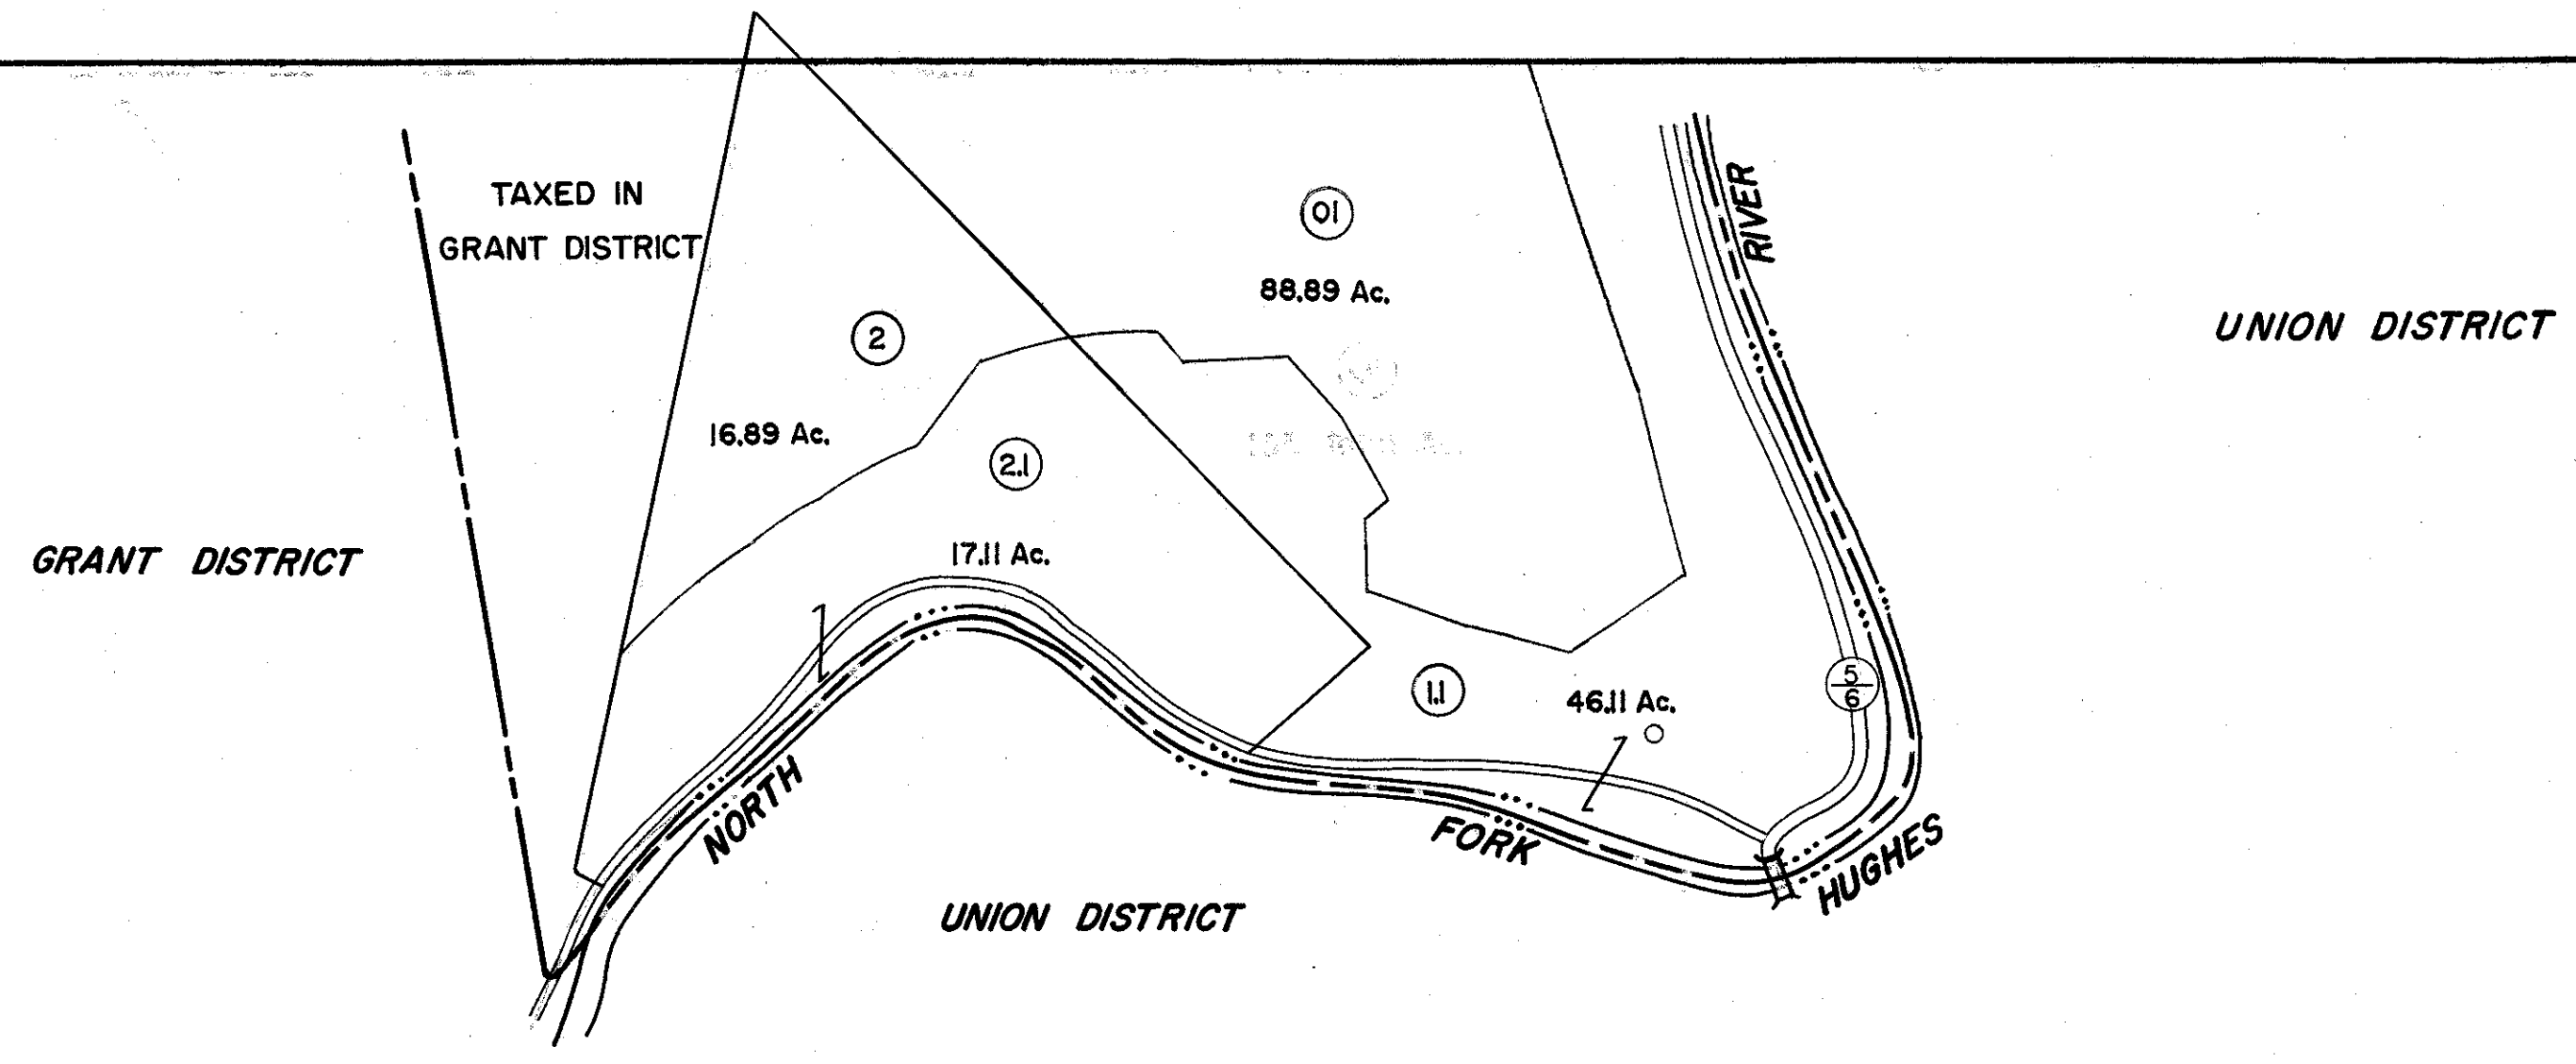 TAXED IN
GRANT DISTRICT
RIVER
01
88.89 Ac.
UNION DISTRICT
2
16.89 Ac.
2.1
17.11 Ac.
GRANT DISTRICT
1.1
46.11 Ac.
5
6
NORTH
FORK
HUGHES
UNION DISTRICT